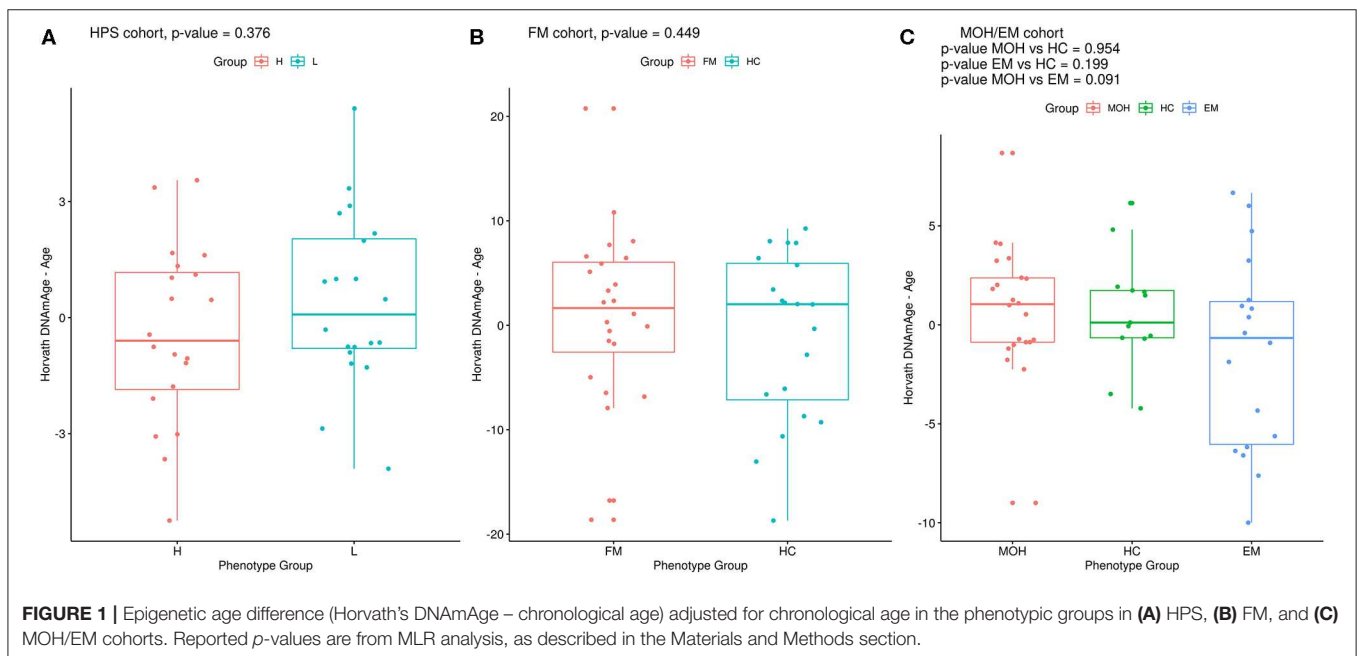 A
HPS cohort, p-value = 0.376
Group H L
Horvath DNAmAge - Age
3
0
-3
H L
Phenotype Group
B
FM cohort, p-value = 0.449
Group FM HC
Horvath DNAmAge - Age
20
10
0
-10
-20
FM HC
Phenotype Group
C
MOH/EM cohort
p-value MOH vs HC = 0.954
p-value EM vs HC = 0.199
p-value MOH vs EM = 0.091
Group MOH HC EM
Horvath DNAmAge - Age
5
0
-5
-10
MOH HC EM
Phenotype Group
FIGURE 1 | Epigenetic age difference (Horvath's DNAmAge – chronological age) adjusted for chronological age in the phenotypic groups in (A) HPS, (B) FM, and (C)
MOH/EM cohorts. Reported p-values are from MLR analysis, as described in the Materials and Methods section.